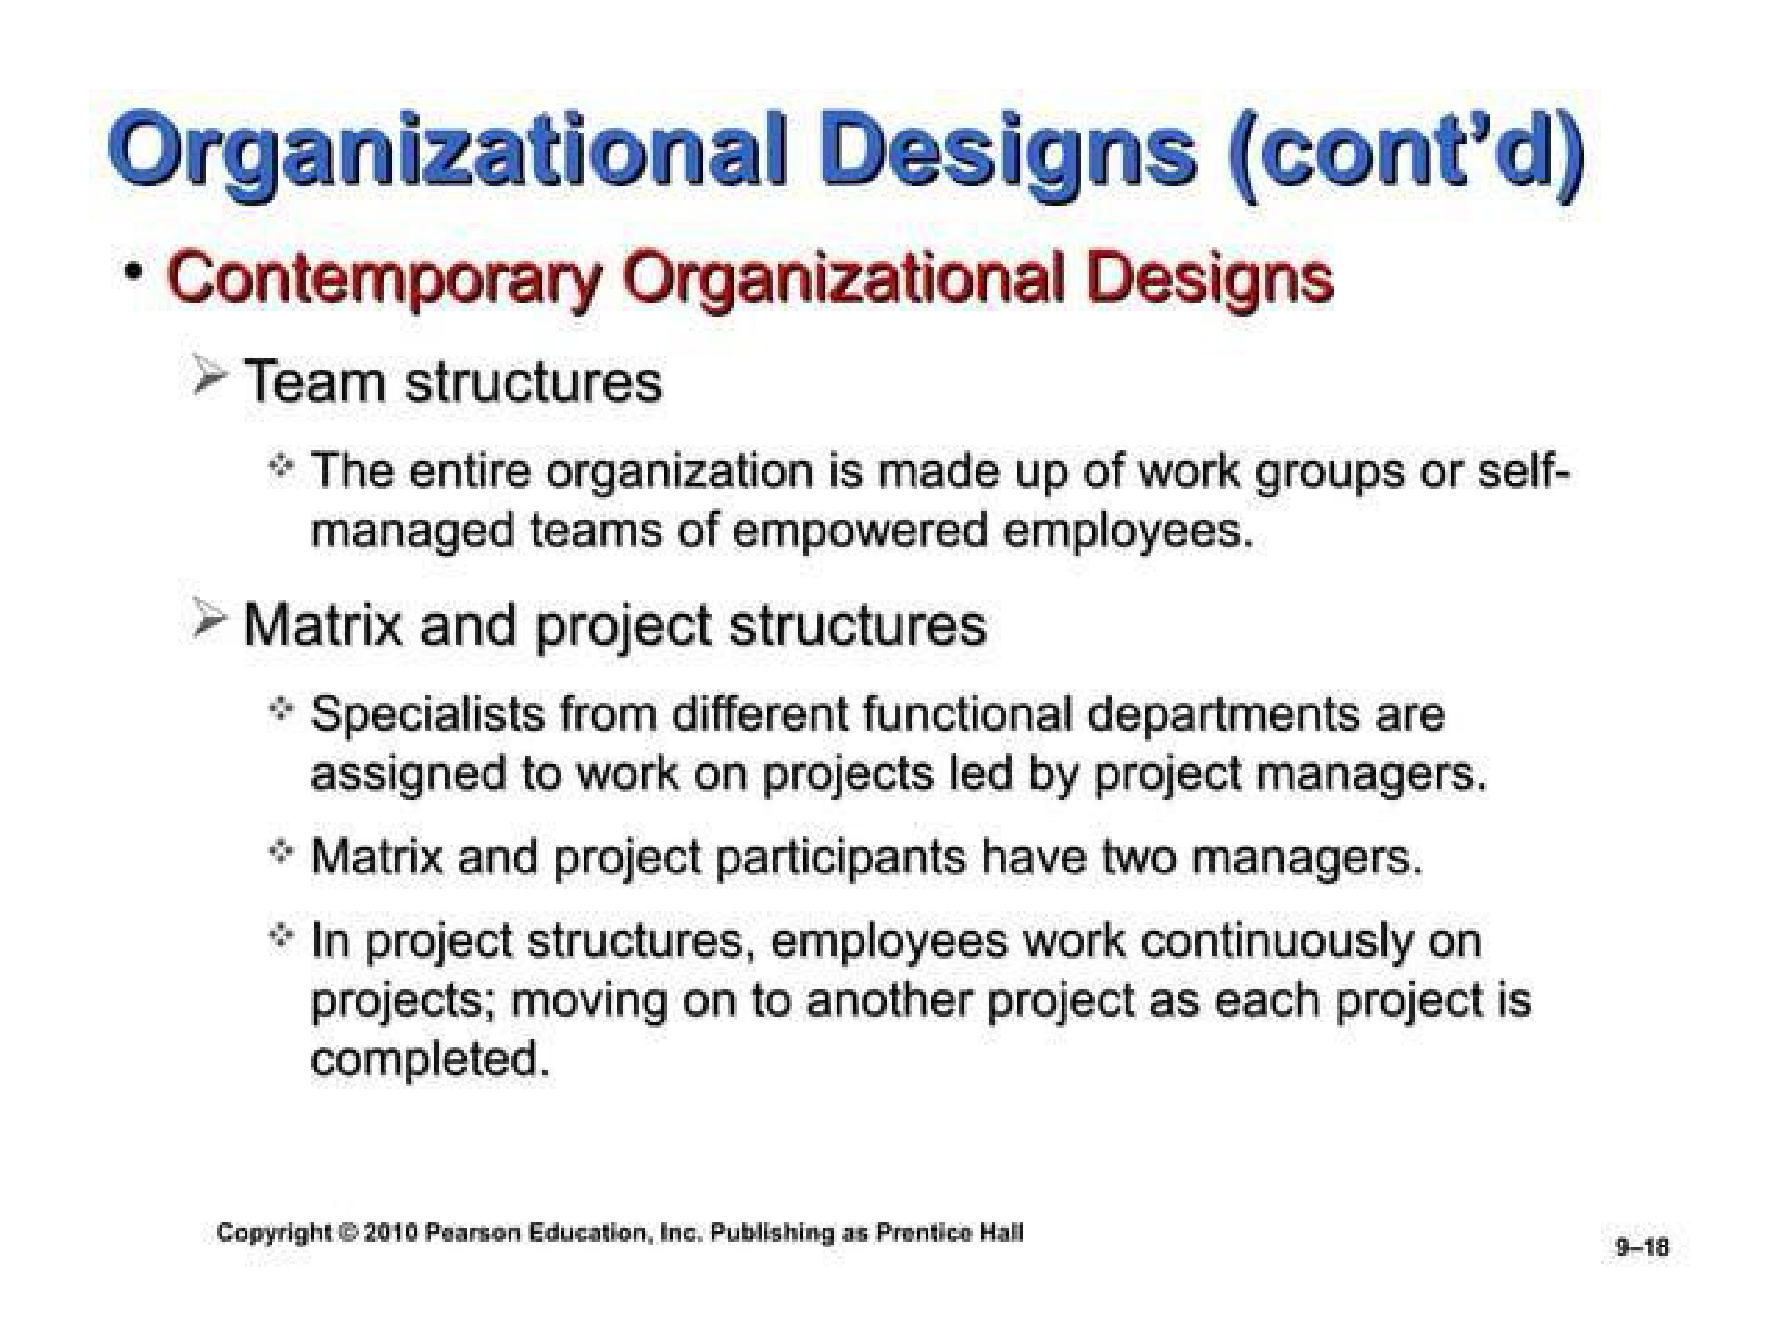 Organizational Designs (cont’d)
• Contemporary Organizational Designs
➢ Team structures
❖ The entire organization is made up of work groups or self-
managed teams of empowered employees.
➢ Matrix and project structures
❖ Specialists from different functional departments are
assigned to work on projects led by project managers.
❖ Matrix and project participants have two managers.
❖ In project structures, employees work continuously on
projects; moving on to another project as each project is
completed.
Copyright © 2010 Pearson Education, Inc. Publishing as Prentice Hall
9–18